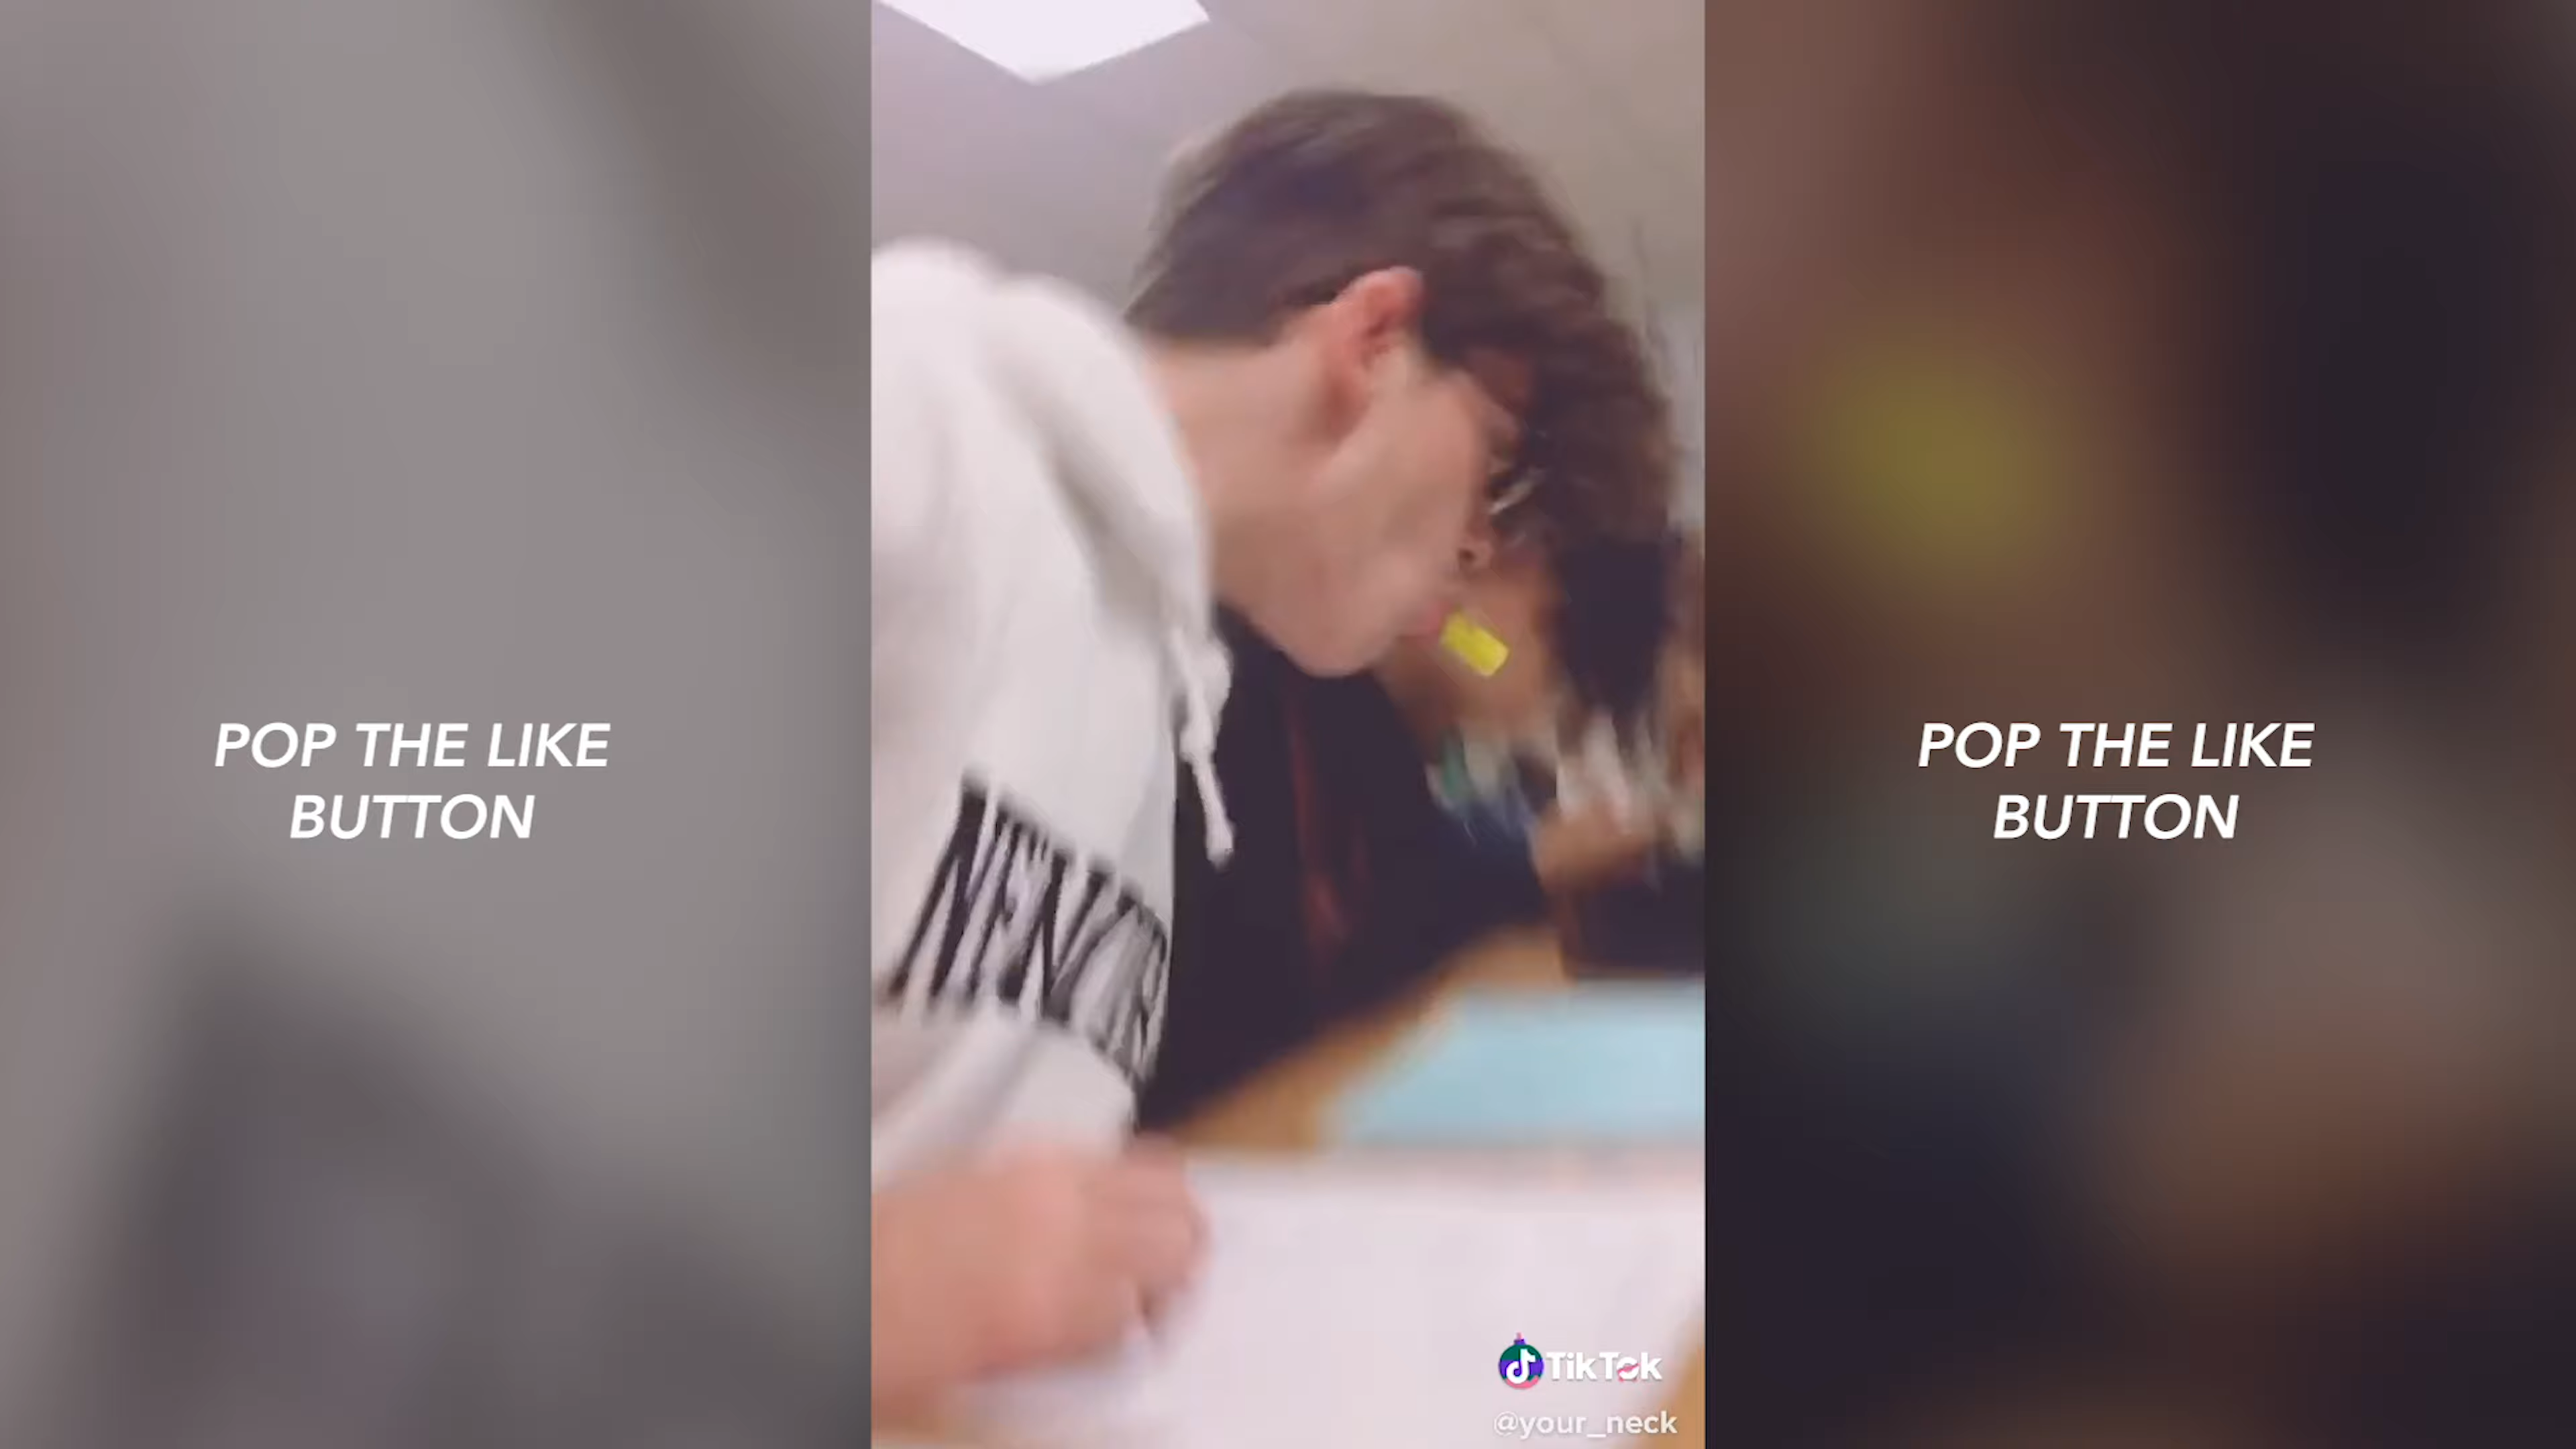 POP THE LIKE
BUTTON
POP THE LIKE
BUTTON
TikTok
@your_neck